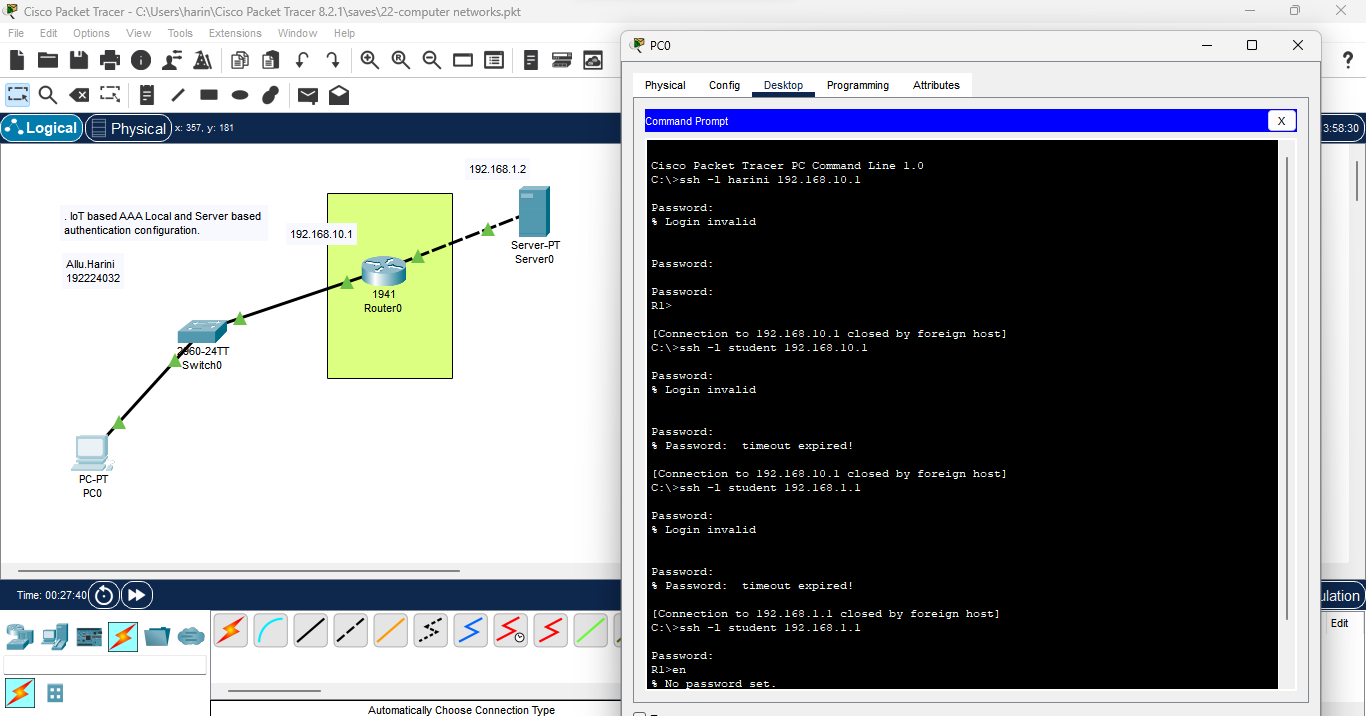 Cisco Packet Tracer - C:\Users\harin\Cisco Packet Tracer 8.2.1\saves\22-computer networks.pkt
File Edit Options View Tools Extensions Window Help
Logical Physical x: 357, y: 181
3:58:30
. IoT based AAA Local and Server based
authentication configuration.
Allu.Harini
192224032
192.168.10.1
192.168.1.2
Server-PT
Server0
1941
Router0
2960-24TT
Switch0
PC-PT
PC0
Time: 00:27:40
ulation
Edit
Automatically Choose Connection Type
PC0
Physical Config Desktop Programming Attributes
Command Prompt X
Cisco Packet Tracer PC Command Line 1.0
C:\>ssh -l harini 192.168.10.1
Password:
% Login invalid
Password:
Password:
R1>
[Connection to 192.168.10.1 closed by foreign host]
C:\>ssh -l student 192.168.10.1
Password:
% Login invalid
Password:
% Password:  timeout expired!
[Connection to 192.168.10.1 closed by foreign host]
C:\>ssh -l student 192.168.1.1
Password:
% Login invalid
Password:
% Password:  timeout expired!
[Connection to 192.168.1.1 closed by foreign host]
C:\>ssh -l student 192.168.1.1
Password:
R1>en
% No password set.